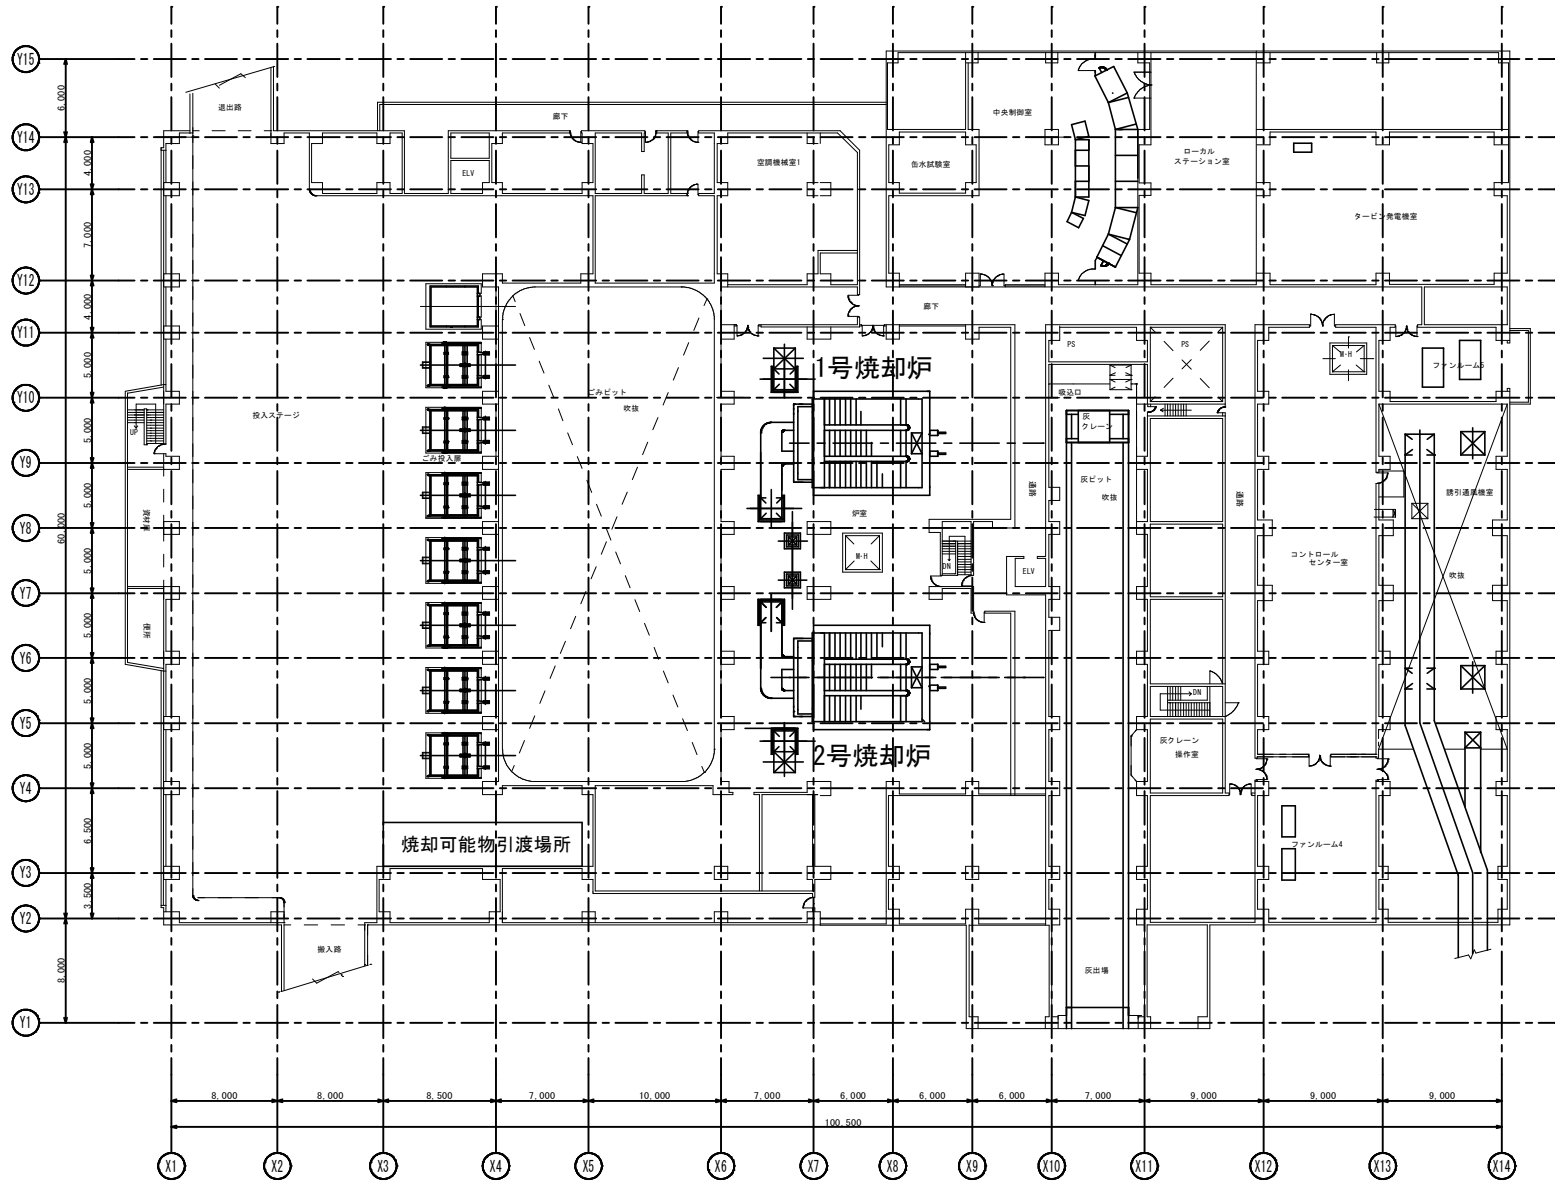 Y15
6,000
退出路
廊下
中央制御室
Y14
4,000
ELV
空調機械室1
缶水試験室
ローカル
ステーション室
Y13
7,000
タービン発電機室
Y12
4,000
廊下
Y11
5,000
1号焼却炉
PS
PS
M-H
ファンルーム5
Y10
投入ステージ
ごみピット
吹抜
吸込口
灰
クレーン
5,000
UP
ごみ投入扉
Y9
5,000
灰ピット
吹抜
通路
通路
誘引通風機室
資材庫
炉室
Y8
60,000
5,000
M-H
DN
ELV
コントロール
センター室
吹抜
Y7
5,000
便所
Y6
5,000
DN
Y5
5,000
2号焼却炉
灰クレーン
操作室
Y4
6,500
焼却可能物引渡場所
ファンルーム4
Y3
3,500
Y2
搬入路
8,000
灰出場
Y1
8,000
8,000
8,500
7,000
10,000
7,000
6,000
6,000
6,000
7,000
9,000
9,000
9,000
100,500
X1
X2
X3
X4
X5
X6
X7
X8
X9
X10
X11
X12
X13
X14